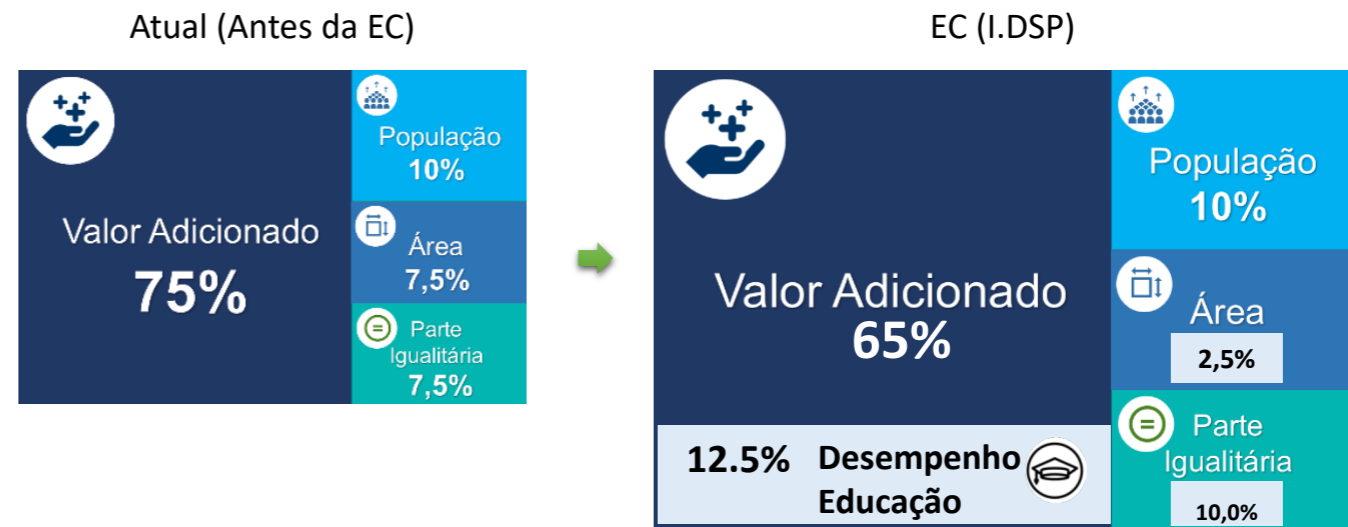 Atual (Antes da EC)
Valor Adicionado
75%
População
10%
Área
7,5%
Parte
Igualitária
7,5%
EC (I.DSP)
Valor Adicionado
65%
12.5% Desempenho
Educação
População
10%
Área
2,5%
Parte
Igualitária
10,0%